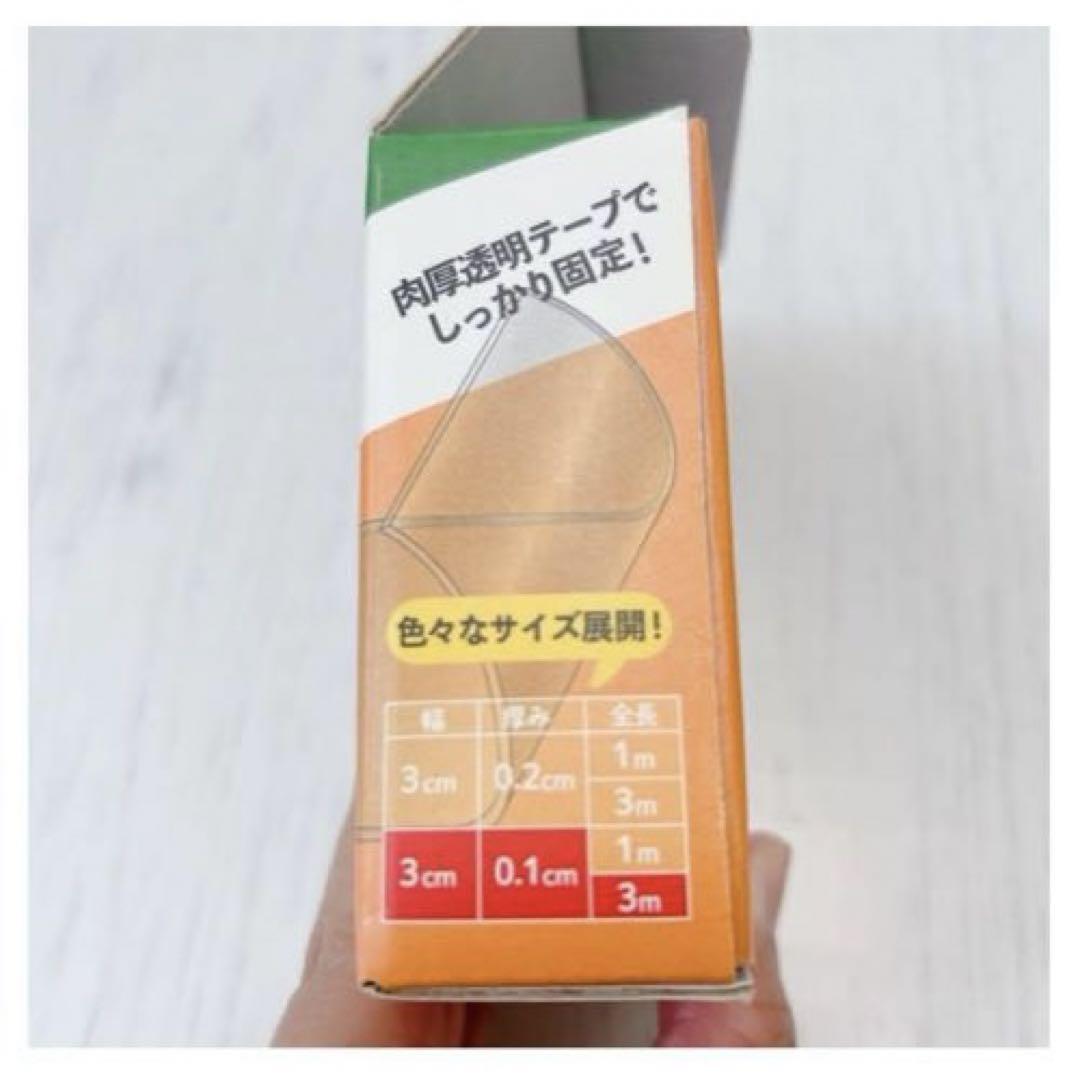 肉厚透明テープで
しっかり固定!
色々なサイズ展開!
幅 厚み 全長
3cm 0.2cm 1m
3m
3cm 0.1cm 1m
3m